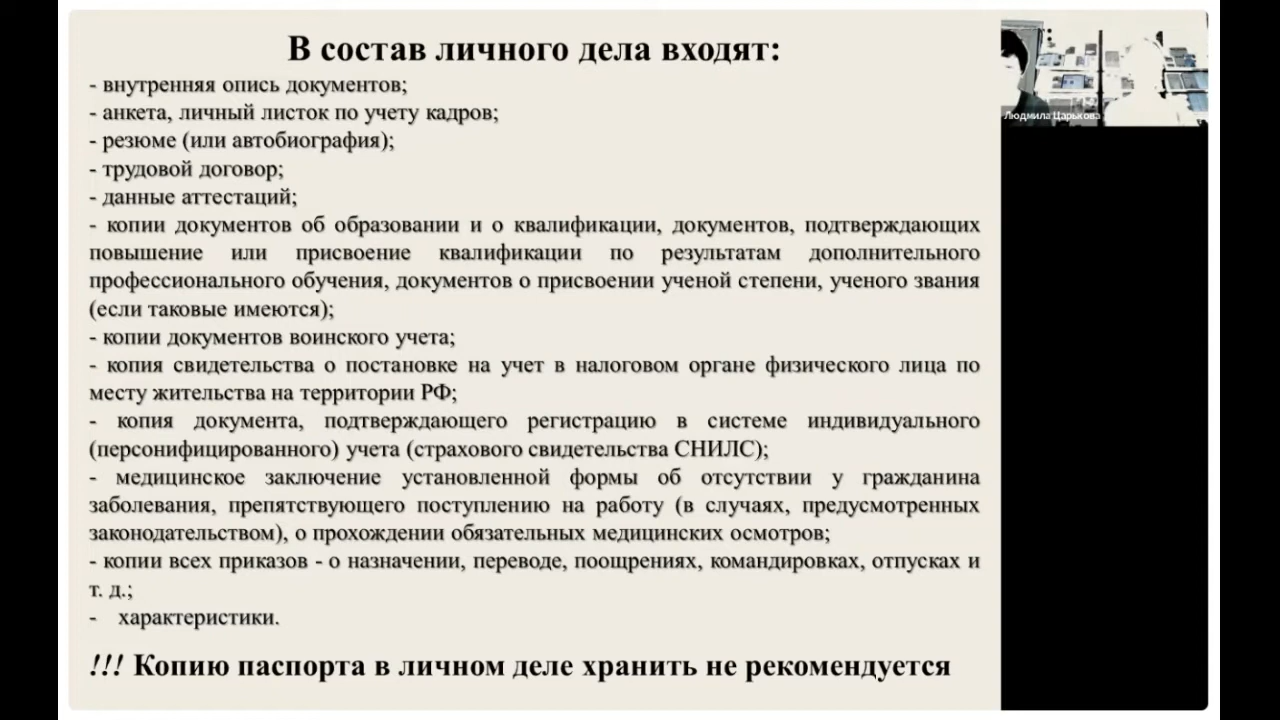 В состав личного дела входят:
- внутренняя опись документов;
- анкета, личный листок по учету кадров;
- резюме (или автобиография);
- трудовой договор;
- данные аттестаций;
- копии документов об образовании и о квалификации, документов, подтверждающих
повышение или присвоение квалификации по результатам дополнительного
профессионального обучения, документов о присвоении ученой степени, ученого звания
(если таковые имеются);
- копии документов воинского учета;
- копия свидетельства о постановке на учет в налоговом органе физического лица по
месту жительства на территории РФ;
- копия документа, подтверждающего регистрацию в системе индивидуального
(персонифицированного) учета (страхового свидетельства СНИЛС);
- медицинское заключение установленной формы об отсутствии у гражданина
заболевания, препятствующего поступлению на работу (в случаях, предусмотренных
законодательством), о прохождении обязательных медицинских осмотров;
- копии всех приказов - о назначении, переводе, поощрениях, командировках, отпусках и
т. д.;
- характеристики.
!!! Копию паспорта в личном деле хранить не рекомендуется
Людмила Царькова